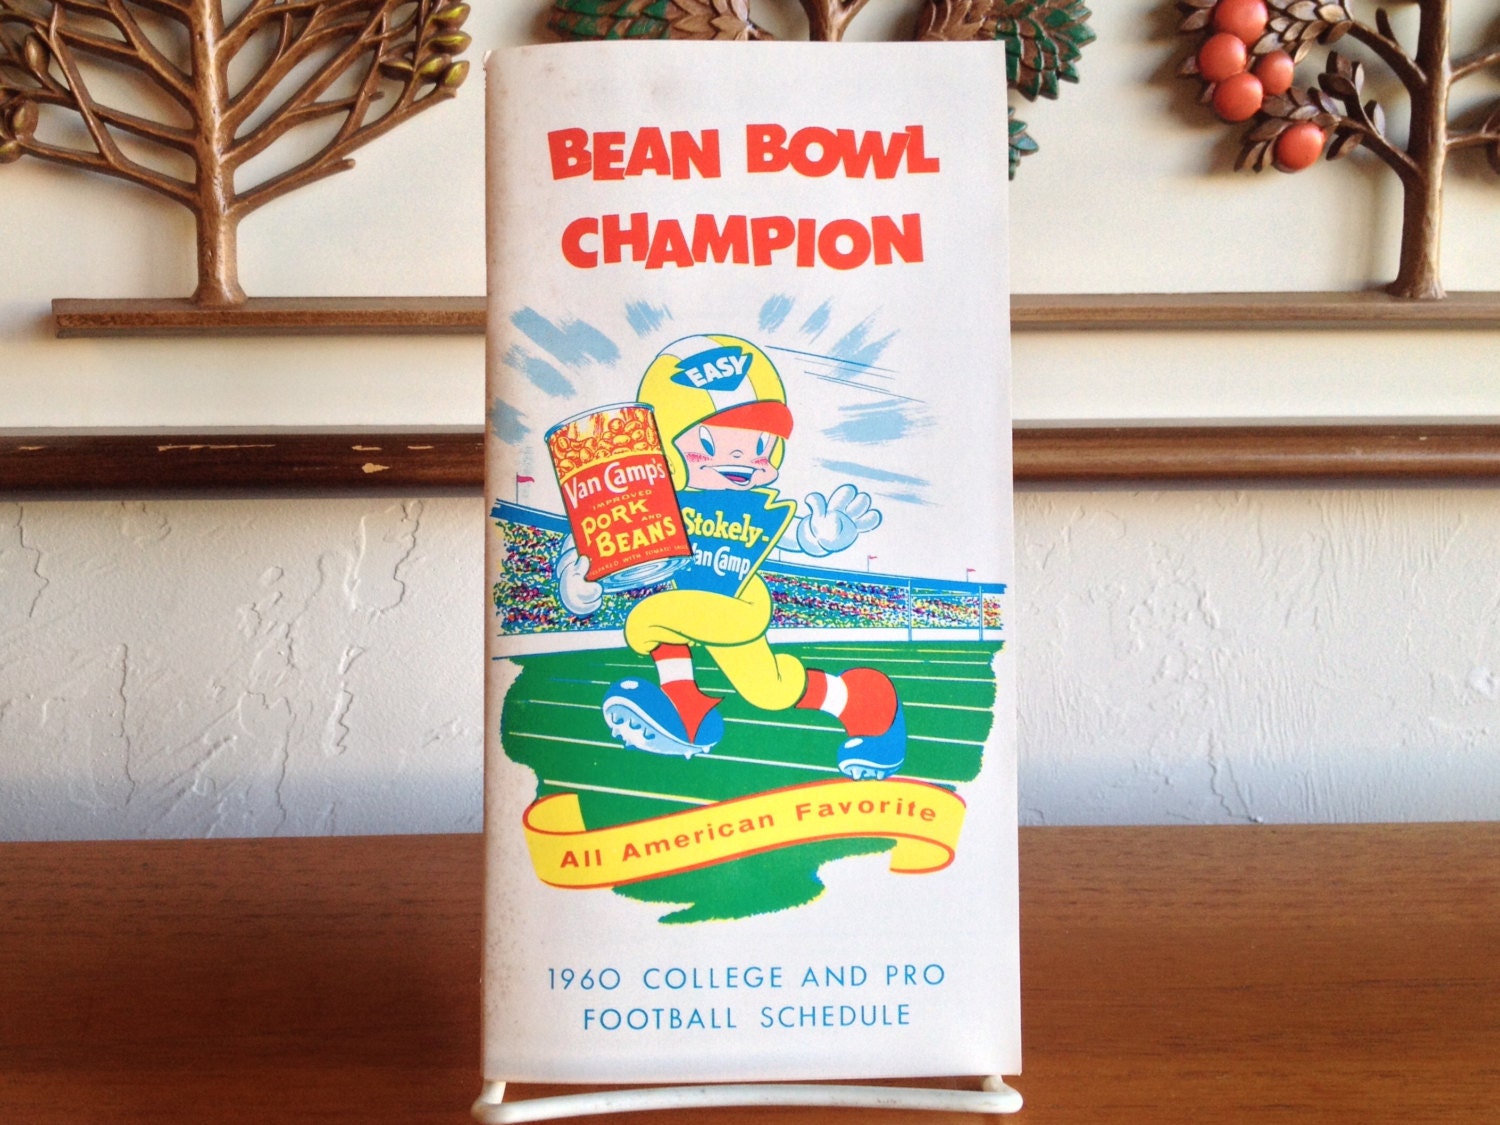 BEAN BOWL
CHAMPION
EASY
Van Camp's
IMPROVED
PORK AND
BEANS
Stokely-
Van Camp
All American Favorite
1960 COLLEGE AND PRO
FOOTBALL SCHEDULE